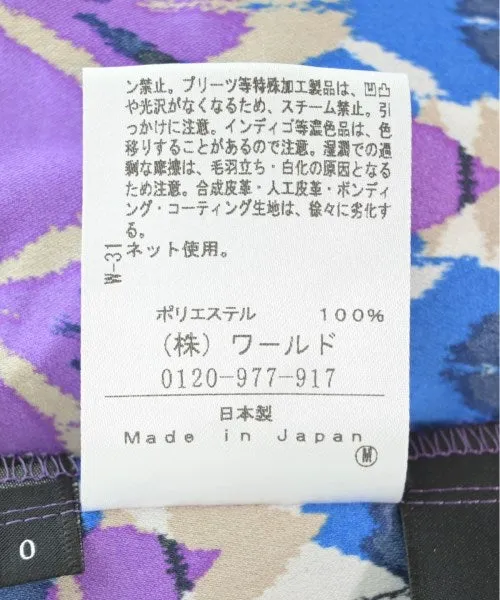 ン禁止。プリーツ等特殊加工製品は、凹凸
や光沢がなくなるため、スチーム禁止。引
っかけに注意。インディゴ等濃色品は、色
移りすることがあるので注意。湿潤での過
剰な摩擦は、毛羽立ち・白化の原因となる
ため注意。合成皮革・人工皮革・ボンディ
ング・コーティング生地は、徐々に劣化す
る。
ネット使用。
W-31
ポリエステル 100%
(株) ワールド
0120-977-917
日本製
Made in Japan
M
0